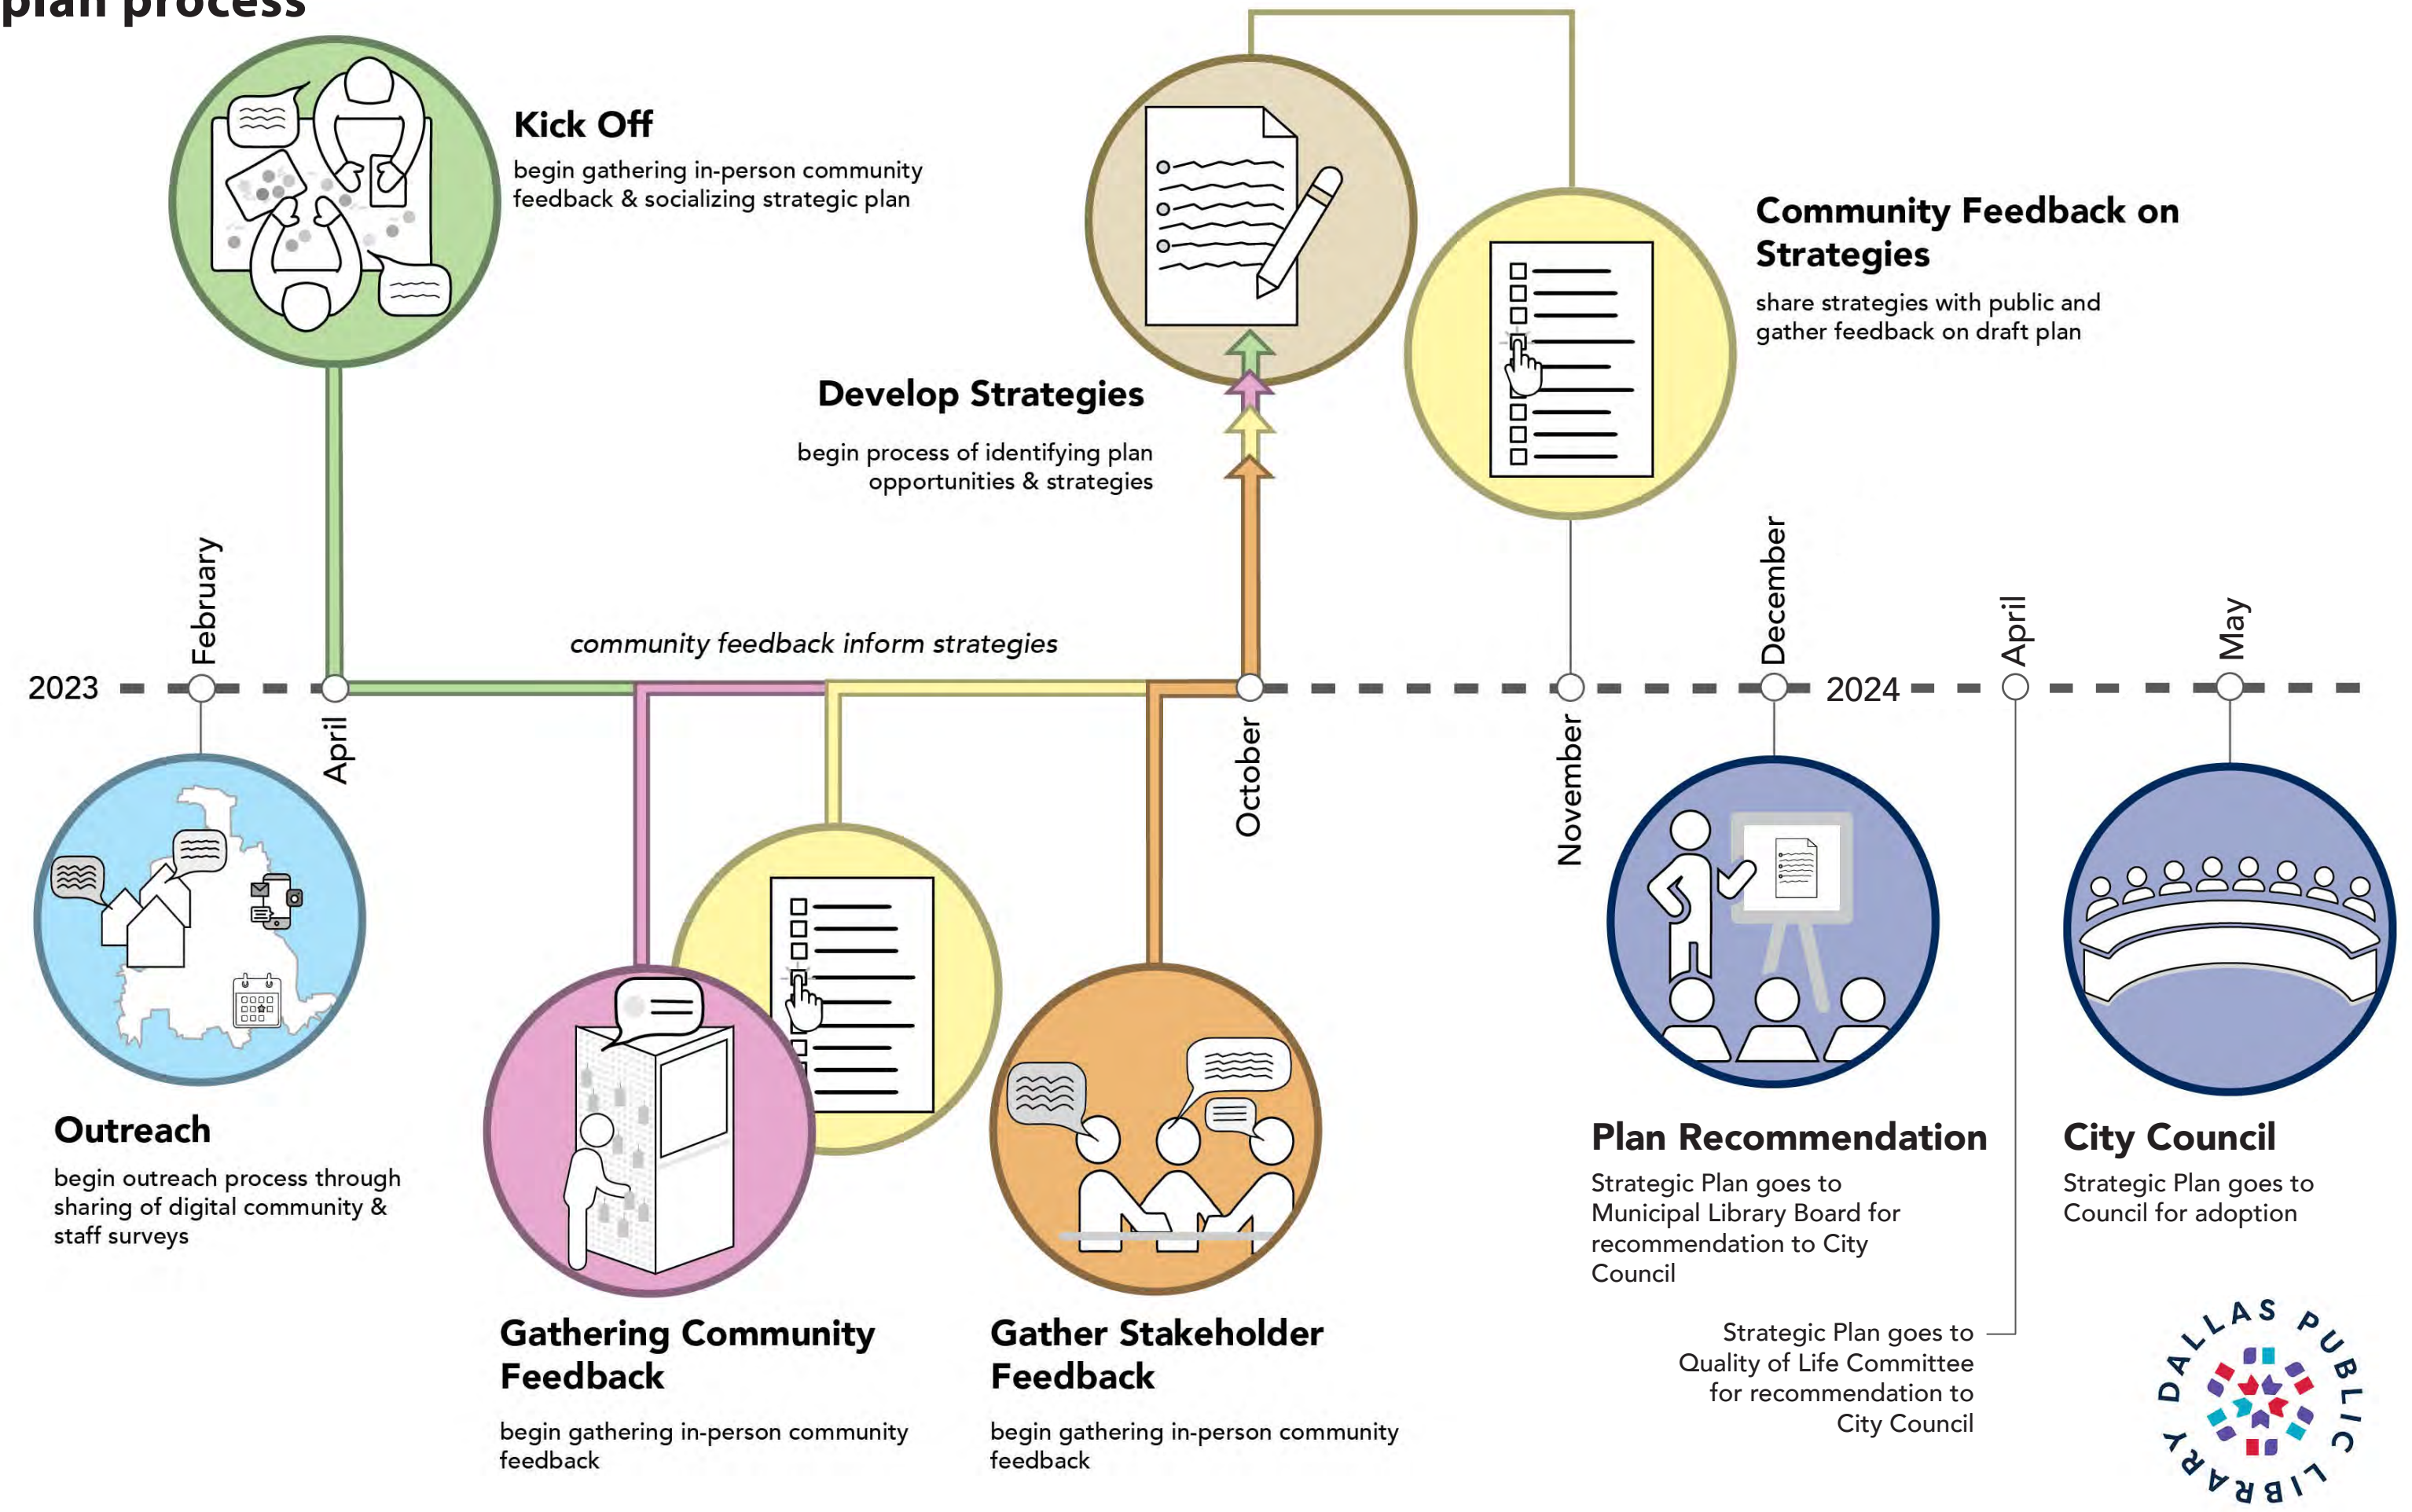 plan process
Kick Off
begin gathering in-person community
feedback & socializing strategic plan
Develop Strategies
begin process of identifying plan
opportunities & strategies
Community Feedback on
Strategies
share strategies with public and
gather feedback on draft plan
community feedback inform strategies
2023
February
April
October
November
December
2024
April
May
Outreach
begin outreach process through
sharing of digital community &
staff surveys
Gathering Community
Feedback
begin gathering in-person community
feedback
Gather Stakeholder
Feedback
begin gathering in-person community
feedback
Plan Recommendation
Strategic Plan goes to
Municipal Library Board for
recommendation to City
Council
Strategic Plan goes to
Quality of Life Committee
for recommendation to
City Council
City Council
Strategic Plan goes to
Council for adoption
DALLAS PUBLIC LIBRARY